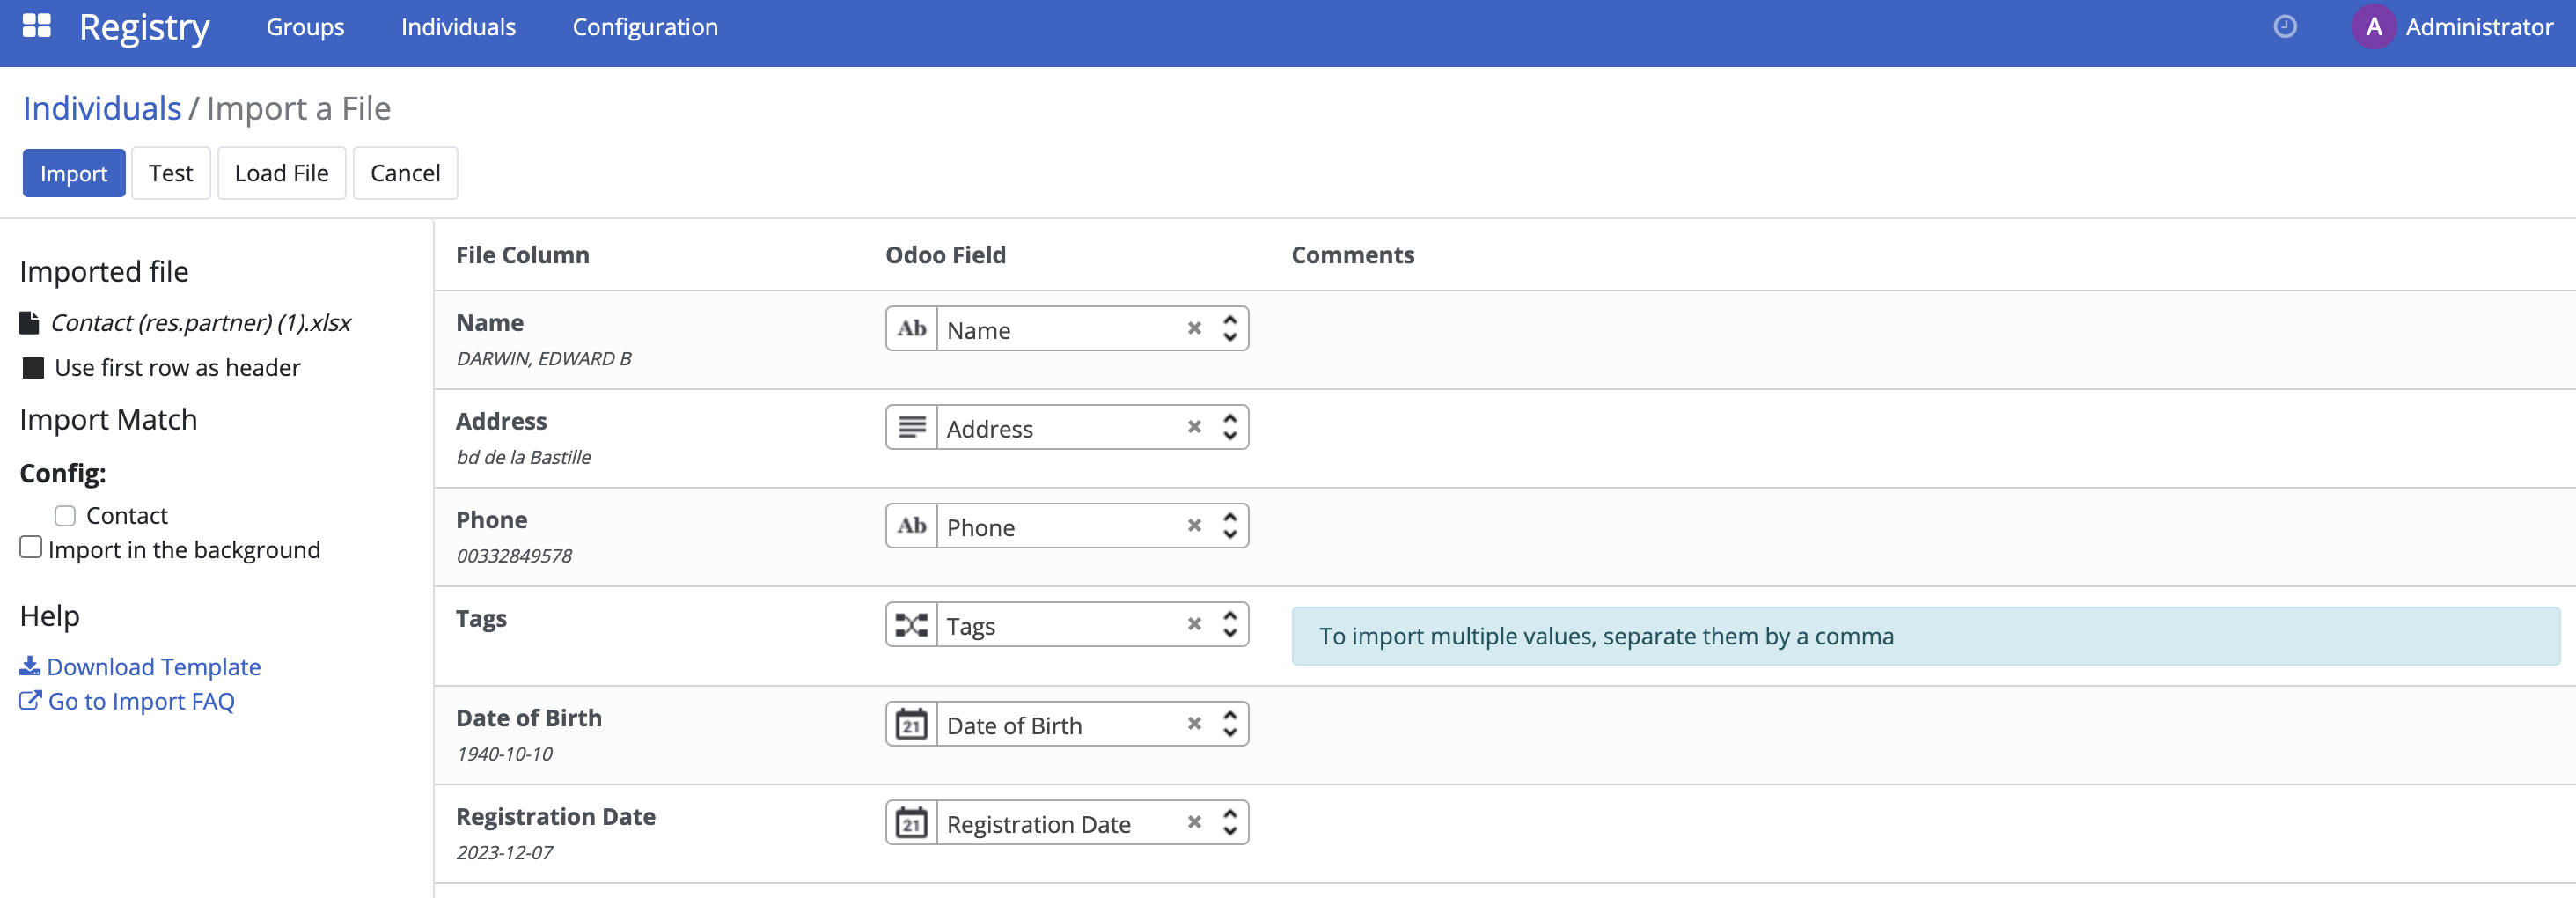 Registry Groups Individuals Configuration A Administrator
Individuals / Import a File
Import Test Load File Cancel
Imported file
Contact (res.partner) (1).xlsx
Use first row as header
Import Match
Config:
Contact
Import in the background
Help
Download Template
Go to Import FAQ
File Column Odoo Field Comments
Name Ab Name
DARWIN, EDWARD B
Address Address
bd de la Bastille
Phone Ab Phone
00332849578
Tags Tags To import multiple values, separate them by a comma
Date of Birth 21 Date of Birth
1940-10-10
Registration Date 21 Registration Date
2023-12-07